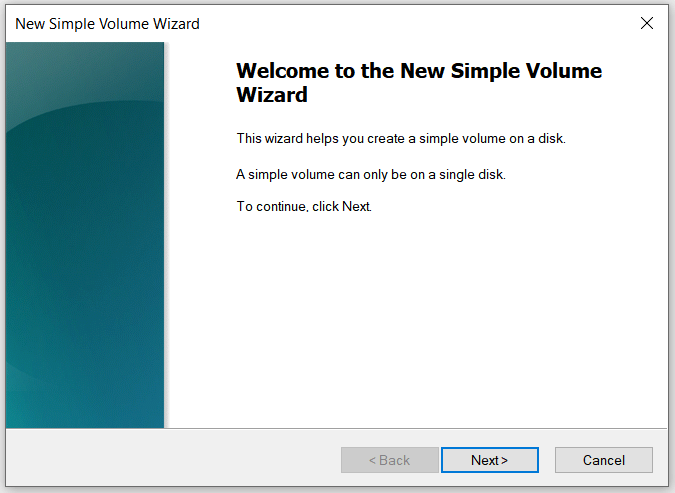 New Simple Volume Wizard
Welcome to the New Simple Volume
Wizard
This wizard helps you create a simple volume on a disk.
A simple volume can only be on a single disk.
To continue, click Next.
< Back
Next >
Cancel